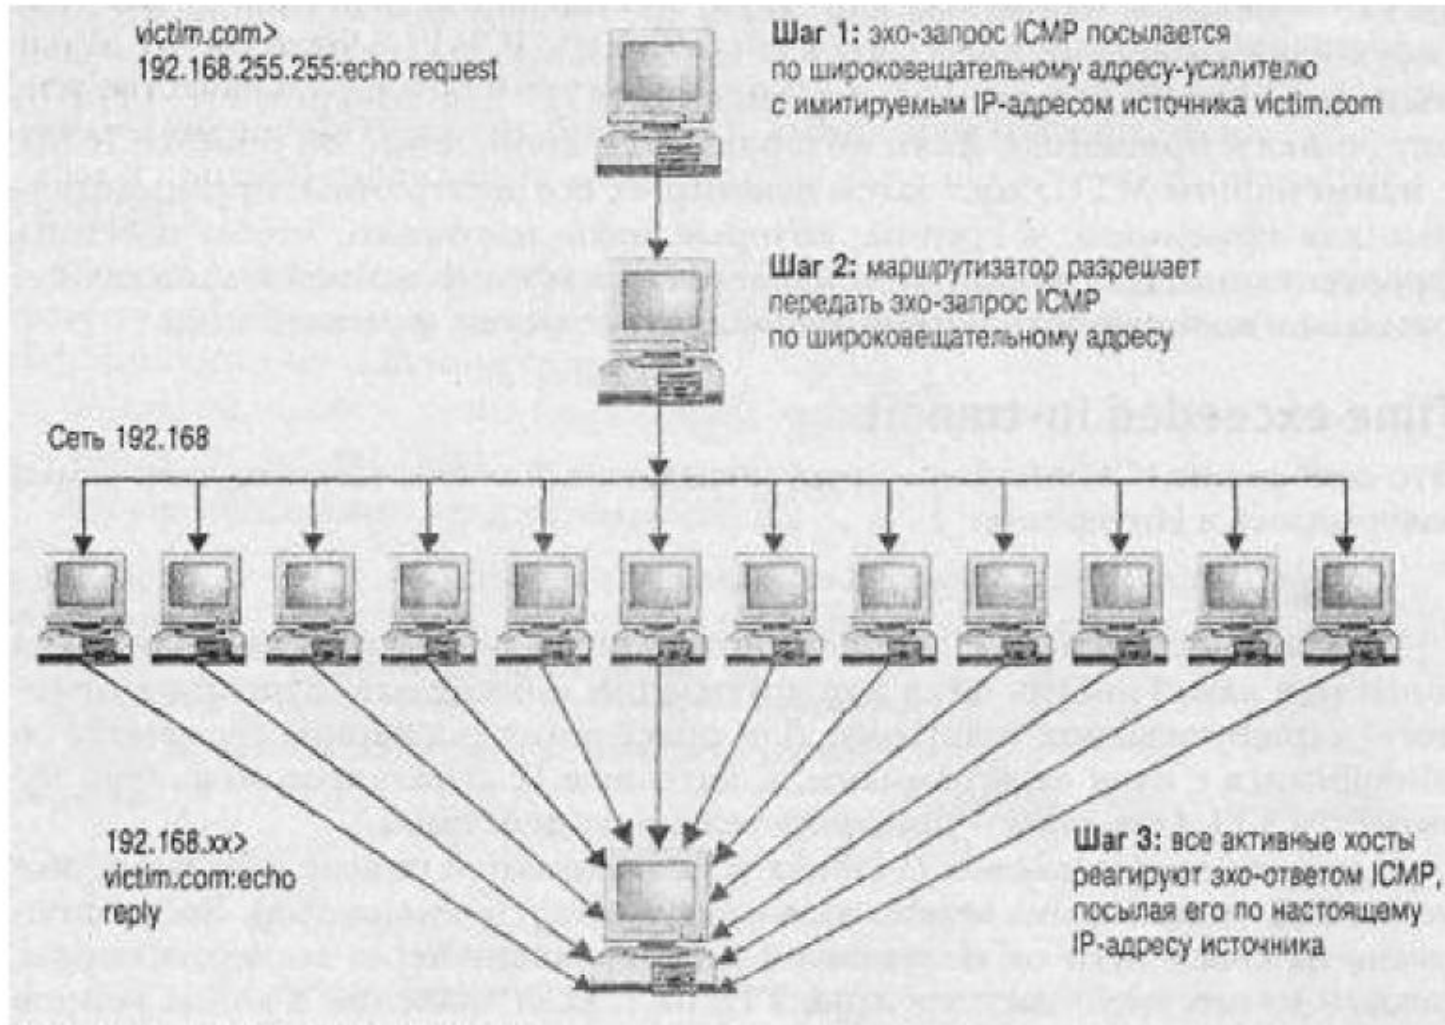 victim.com>
192.168.255.255:echo request
Шаг 1: эхо-запрос ICMP посылается
по широковещательному адресу-усилителю
с имитируемым IP-адресом источника victim.com
Шаг 2: маршрутизатор разрешает
передать эхо-запрос ICMP
по широковещательному адресу
Сеть 192.168
192.168.xx>
victim.com:echo
reply
Шаг 3: все активные хосты
реагируют эхо-ответом ICMP,
посылая его по настоящему
IP-адресу источника